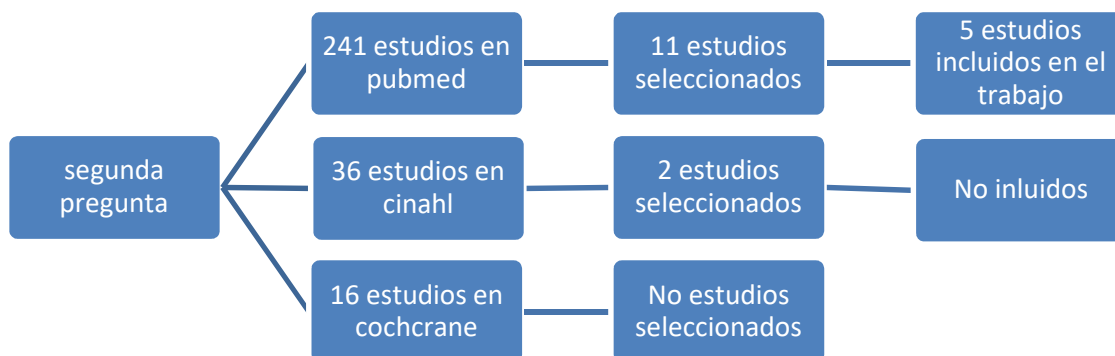 segunda
pregunta
241 estudios en
pubmed
11 estudios
seleccionados
5 estudios
incluidos en el
trabajo
36 estudios en
cinahl
2 estudios
seleccionados
No inluidos
16 estudios en
cochcrane
No estudios
seleccionados